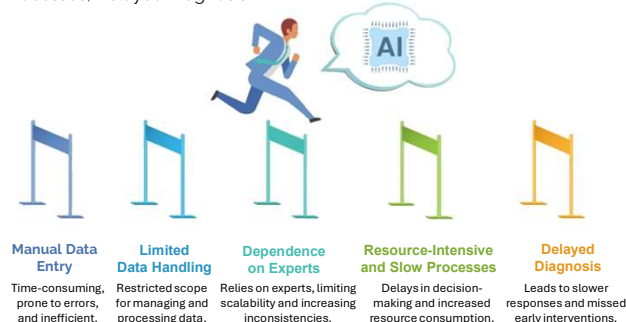 AI
Manual Data
Entry
Time-consuming,
prone to errors,
and inefficient.
Limited
Data Handling
Restricted scope
for managing and
processing data.
Dependence
on Experts
Relies on experts, limiting
scalability and increasing
inconsistencies.
Resource-Intensive
and Slow Processes
Delays in decision-
making and increased
resource consumption.
Delayed
Diagnosis
Leads to slower
responses and missed
early interventions.